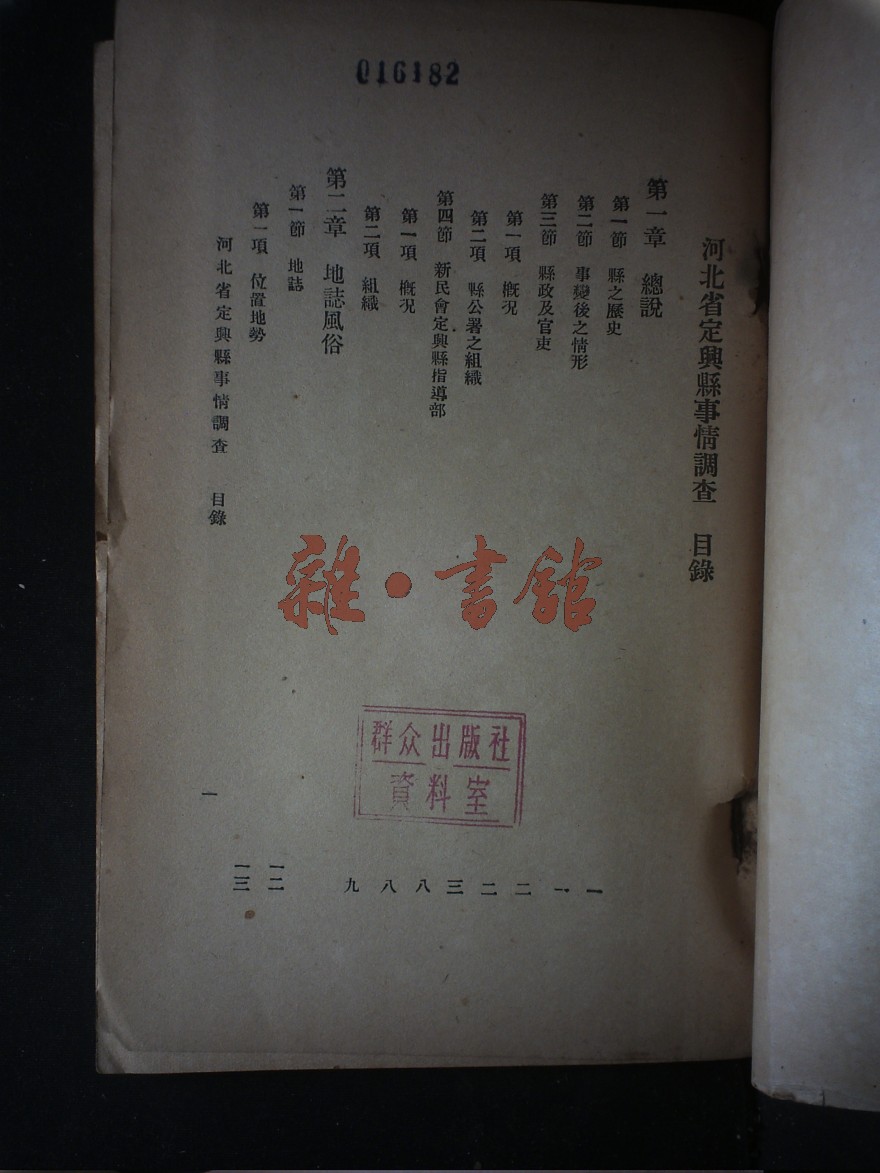 016182
河北省定興縣事情調查 目錄
第一章 總說
第一節 縣之歷史 一
第二節 事變後之情形 一
第三節 縣政及官吏 二
第一項 概況 二
第二項 縣公署之組織 三
第四節 新民會定興縣指導部 八
第一項 概況 八
第二項 組織 九
第二章 地誌風俗
第一節 地誌 一二
第一項 位置地勢 一三
河北省定興縣事情調查 目錄 一
雜·書館
群众出版社
資料室